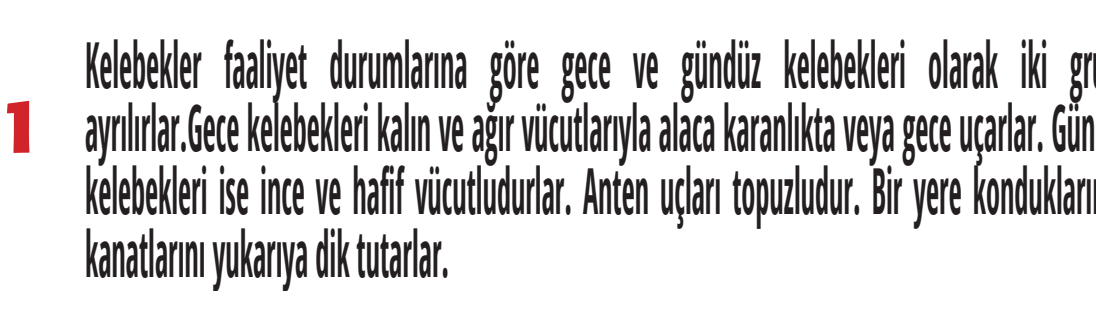 1
Kelebekler faaliyet durumlarına göre gece ve gündüz kelebekleri olarak iki
ayrılırlar.Gece kelebekleri kalın ve ağır vücutlarıyla alaca karanlıkta veya gece uçarlar.
kelebekleri ise ince ve hafif vücutludurlar. Anten uçları topuzludur. Bir yere
kanatlarını yukarıya dik tutarlar.